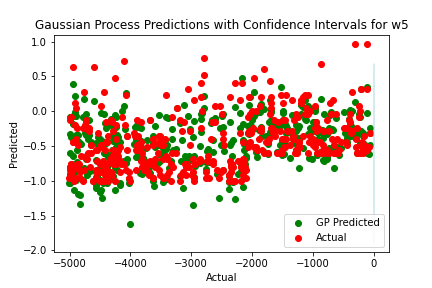 Gaussian Process Predictions with Confidence Intervals for w5
1.0
0.5
0.0
−0.5
−1.0
−1.5
−2.0
Predicted
−5000 −4000 −3000 −2000 −1000 0
Actual
GP Predicted
Actual